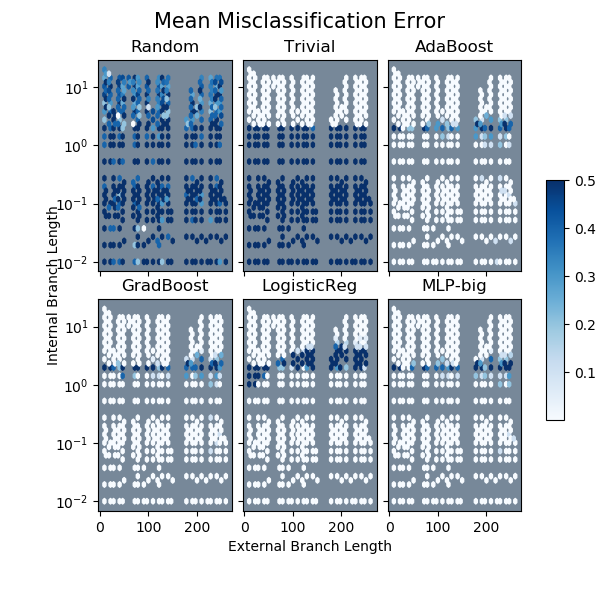 Mean Misclassification Error
Random
Trivial
AdaBoost
10^1
10^0
10^−1
10^−2
GradBoost
LogisticReg
MLP-big
10^1
10^0
10^−1
10^−2
0 100 200
0 100 200
0 100 200
Internal Branch Length
External Branch Length
0.5
0.4
0.3
0.2
0.1